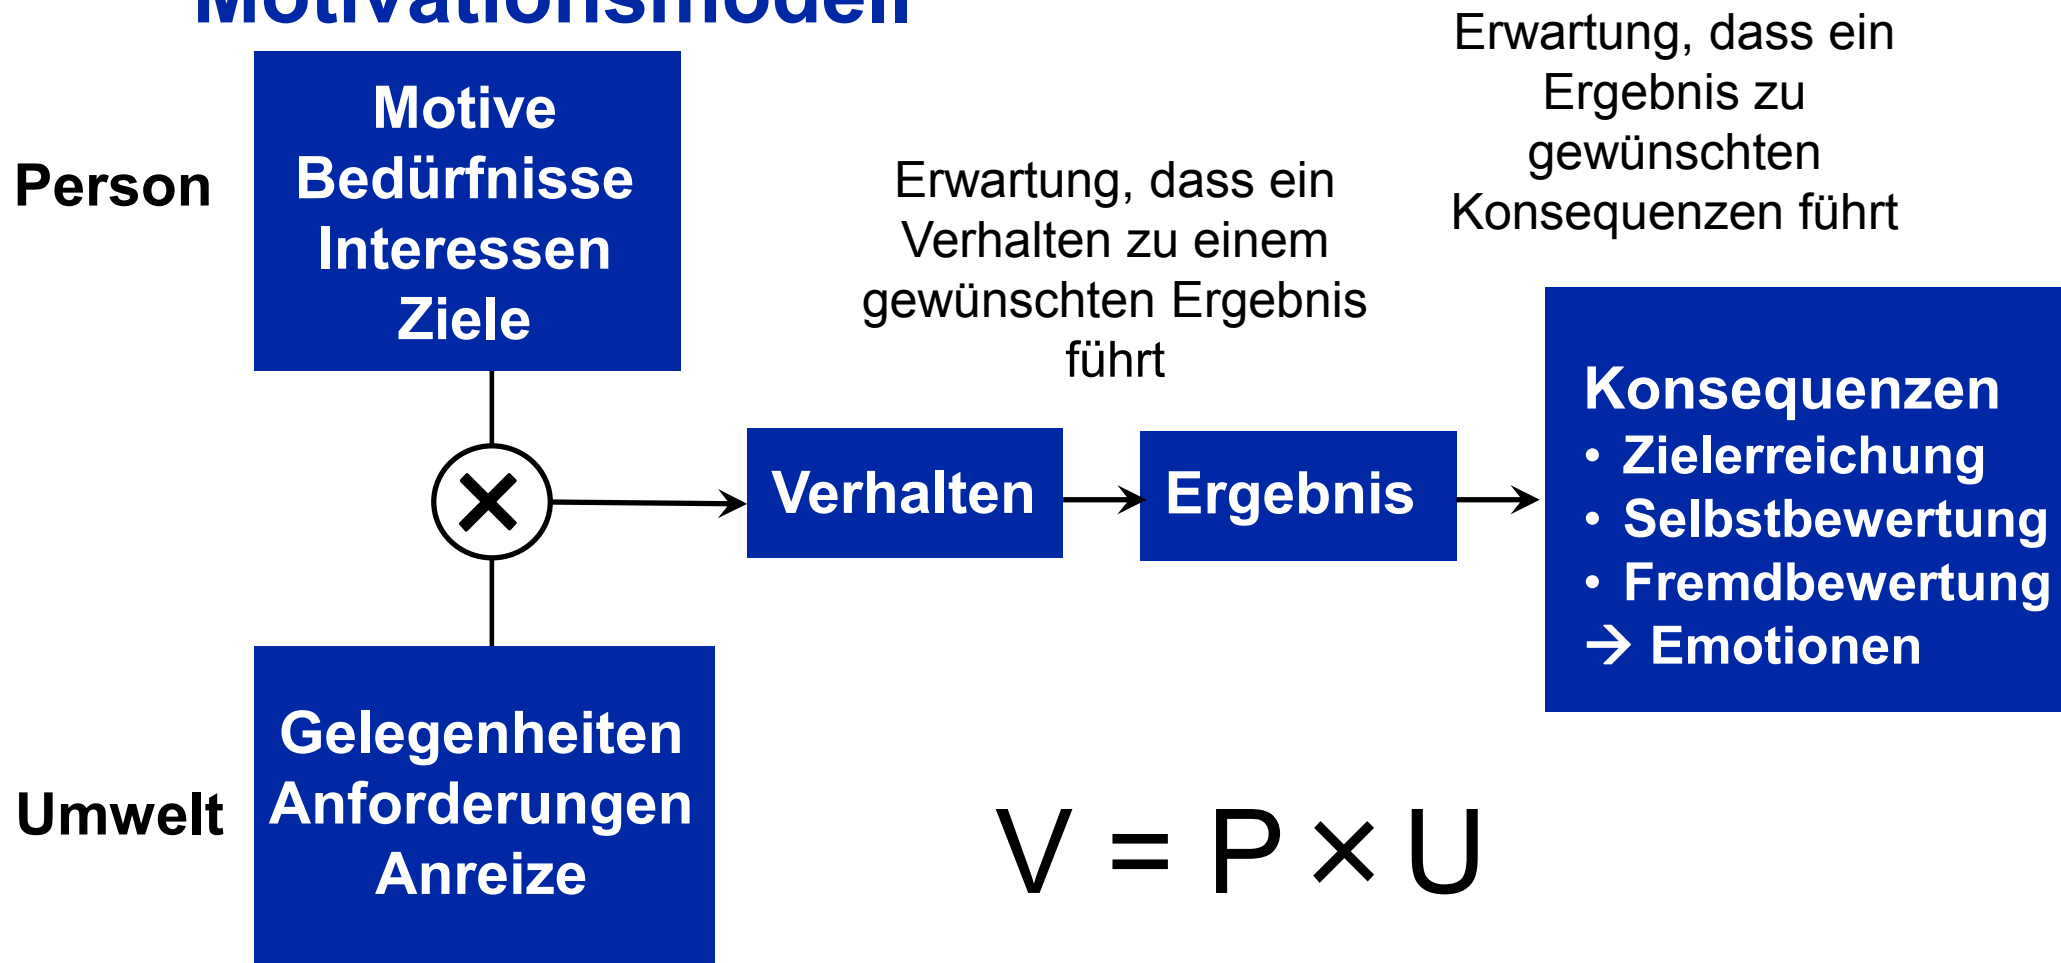 Motivationsmodell
Person
Motive
Bedürfnisse
Interessen
Ziele
Erwartung, dass ein
Verhalten zu einem
gewünschten Ergebnis
führt
Erwartung, dass ein
Ergebnis zu
gewünschten
Konsequenzen führt
×
Verhalten
Ergebnis
Konsequenzen
• Zielerreichung
• Selbstbewertung
• Fremdbewertung
→ Emotionen
Umwelt
Gelegenheiten
Anforderungen
Anreize
V = P × U